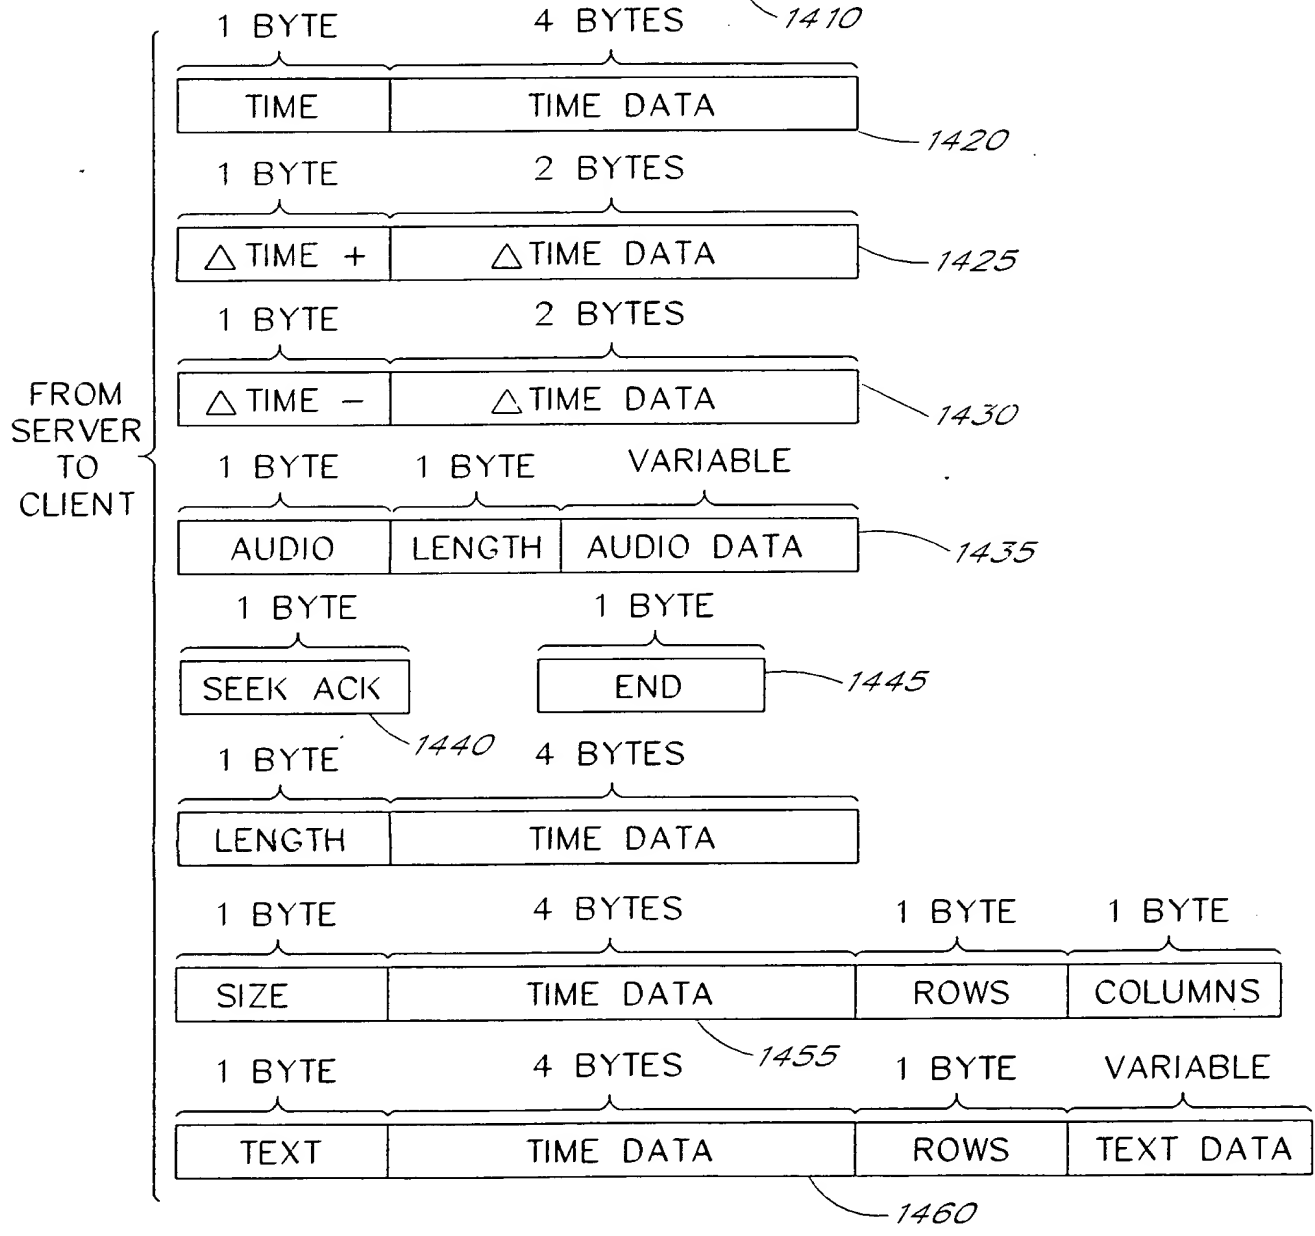 1410
1 BYTE 4 BYTES
TIME TIME DATA
1420
1 BYTE 2 BYTES
△ TIME + △ TIME DATA
1425
1 BYTE 2 BYTES
△ TIME - △ TIME DATA
1430
FROM
SERVER
TO
CLIENT
1 BYTE 1 BYTE VARIABLE
AUDIO LENGTH AUDIO DATA
1435
1 BYTE 1 BYTE
SEEK ACK END
1445
1440
1 BYTE 4 BYTES
LENGTH TIME DATA
1 BYTE 4 BYTES 1 BYTE 1 BYTE
SIZE TIME DATA ROWS COLUMNS
1455
1 BYTE 4 BYTES 1 BYTE VARIABLE
TEXT TIME DATA ROWS TEXT DATA
1460